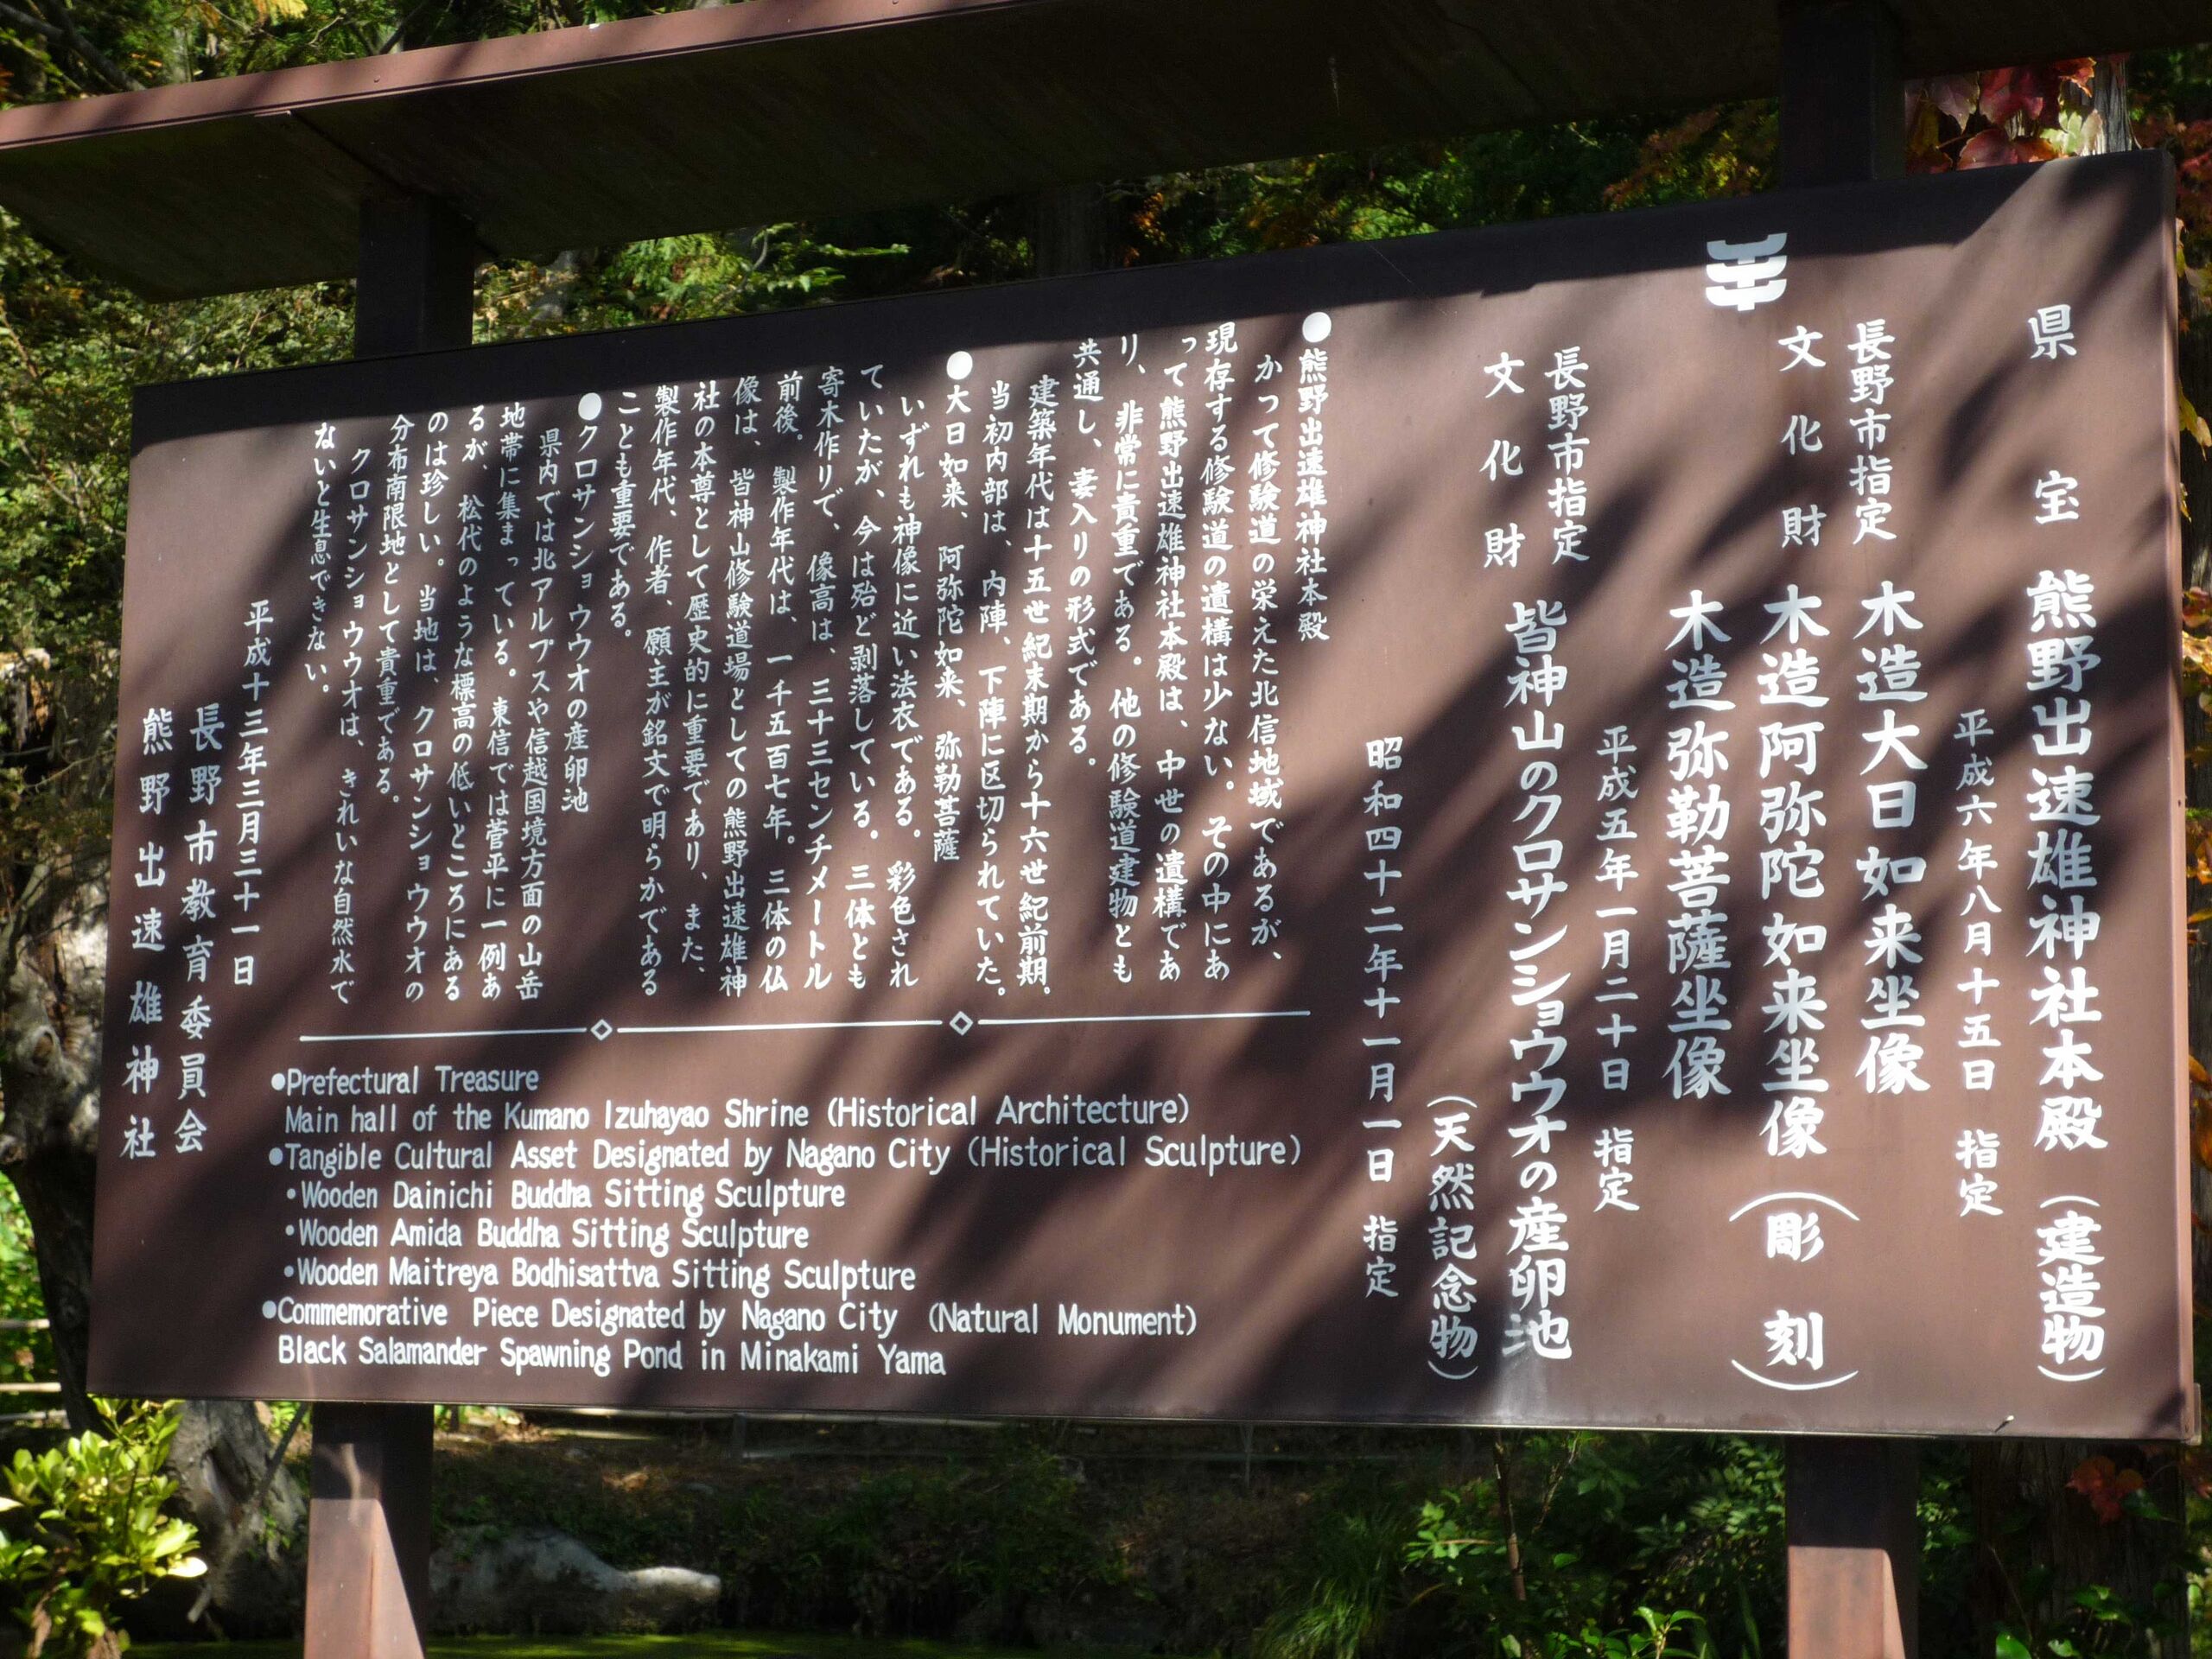 県宝 熊野出速雄神社本殿（建造物）
平成六年八月十五日 指定
長野市指定
文化財
木造大日如来坐像
木造阿弥陀如来坐像（彫刻）
木造弥勒菩薩坐像
平成五年一月二十日 指定
長野市指定
文化財
皆神山のクロサンショウウオの産卵池
（天然記念物）
昭和四十二年十一月一日 指定
●熊野出速雄神社本殿
かつて修験道の栄えた北信地域であるが、
現存する修験道の遺構は少ない。その中にあ
って熊野出速雄神社本殿は、中世の遺構であ
り、非常に貴重である。他の修験道建物とも
共通し、妻入りの形式である。
建築年代は十五世紀末期から十六世紀前期。
当初内部は、内陣、下陣に区切られていた。
●大日如来、阿弥陀如来、弥勒菩薩
いずれも神像に近い法衣である。彩色され
ていたが、今は殆ど剥落している。三体とも
寄木作りで、像高は、三十三センチメートル
前後。製作年代は、一千五百七年。三体の仏
像は、皆神山修験道場としての熊野出速雄神
社の本尊として歴史的に重要であり、また、
製作年代、作者、願主が銘文で明らかである
ことも重要である。
●クロサンショウウオの産卵池
県内では北アルプスや信越国境方面の山岳
地帯に集まっている。東信では菅平に一例あ
るが、松代のような標高の低いところにある
のは珍しい。当地は、クロサンショウウオの
分布南限地として貴重である。
クロサンショウウオは、きれいな自然水で
ないと生息できない。
平成十三年三月三十一日
長野市教育委員会
熊野出速雄神社
●Prefectural Treasure
Main hall of the Kumano Izuhayao Shrine (Historical Architecture)
●Tangible Cultural Asset Designated by Nagano City (Historical Sculpture)
•Wooden Dainichi Buddha Sitting Sculpture
•Wooden Amida Buddha Sitting Sculpture
•Wooden Maitreya Bodhisattva Sitting Sculpture
●Commemorative Piece Designated by Nagano City (Natural Monument)
Black Salamander Spawning Pond in Minakami Yama